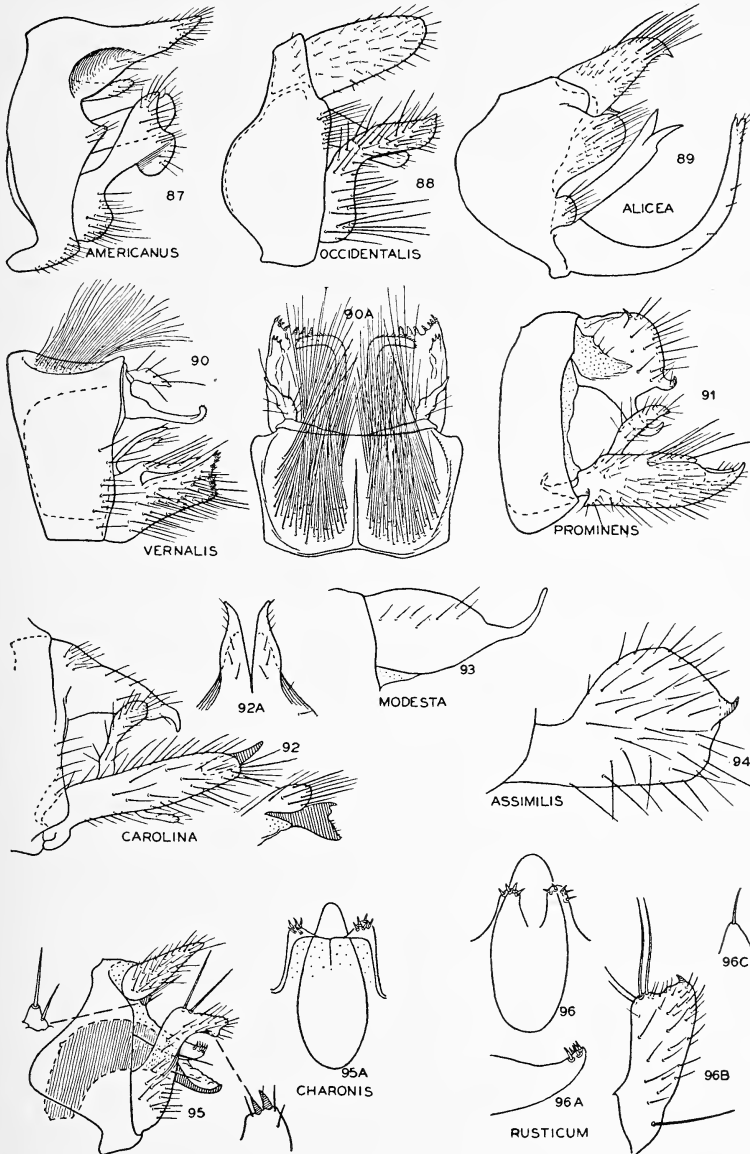 87
AMERICANUS
88
OCCIDENTALIS
89
ALICEA
90
VERNALIS
90A
91
PROMINENS
92A
92
CAROLINA
93
MODESTA
94
ASSIMILIS
95
95A
CHARONIS
96
96A
RUSTICUM
96B
96C